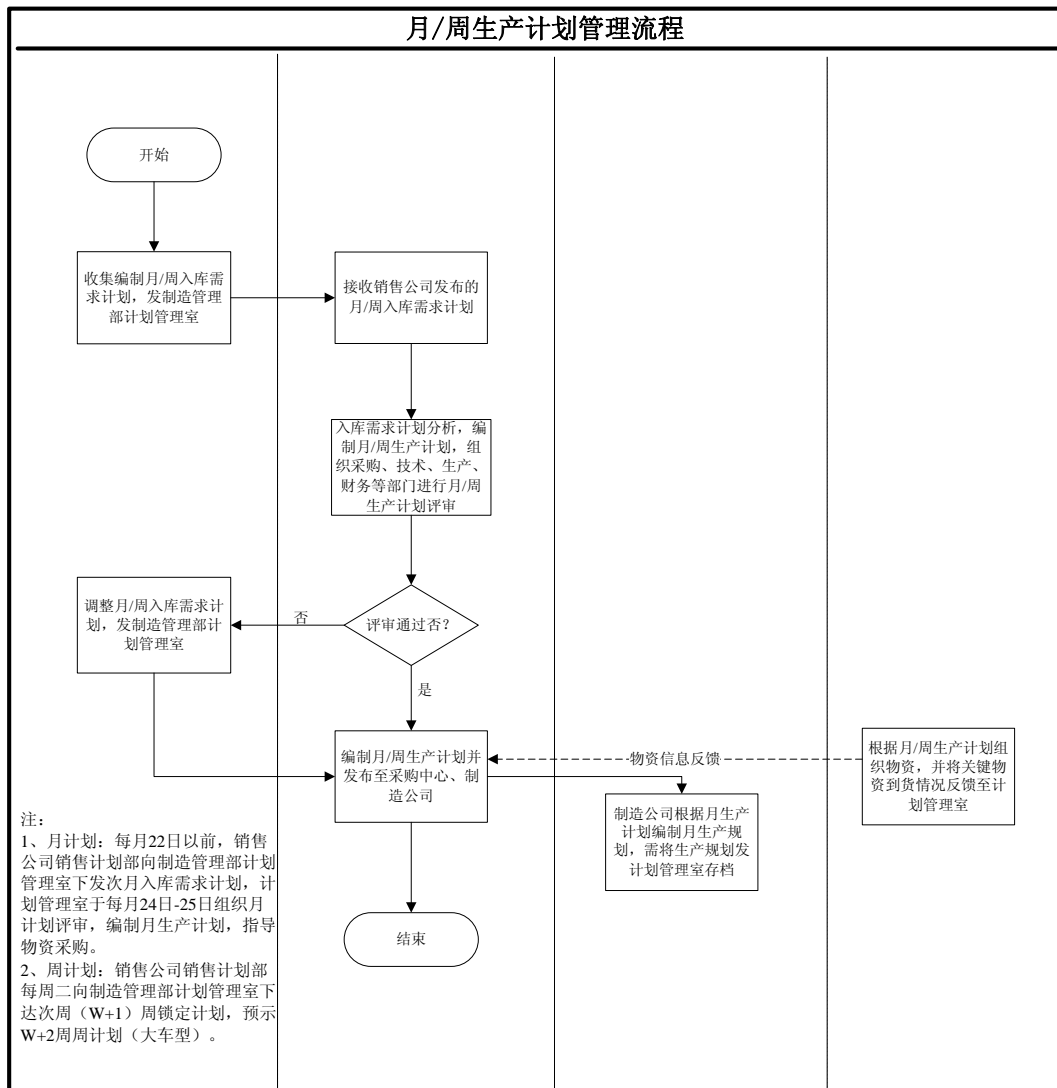 月/周生产计划管理流程
开始
收集编制月/周入库需
求计划，发制造管理
部计划管理室
接收销售公司发布的
月/周入库需求计划
入库需求计划分析，编
制月/周生产计划，组
织采购、技术、生产、
财务等部门进行月/周
生产计划评审
调整月/周入库需求计
划，发制造管理部计
划管理室
否
评审通过否？
是
编制月/周生产计划并
发布至采购中心、制
造公司
物资信息反馈
根据月/周生产计划组
织物资，并将关键物
资到货情况反馈至计
划管理室
制造公司根据月生产
计划编制月生产规
划，需将生产规划发
计划管理室存档
结束
注：
1、月计划：每月22日以前，销售
公司销售计划部向制造管理部计划
管理室下发次月入库需求计划，计
划管理室于每月24日-25日组织月
计划评审，编制月生产计划，指导
物资采购。
2、周计划：销售公司销售计划部
每周二向制造管理部计划管理室下
达次周（W+1）周锁定计划，预示
W+2周周计划（大车型）。